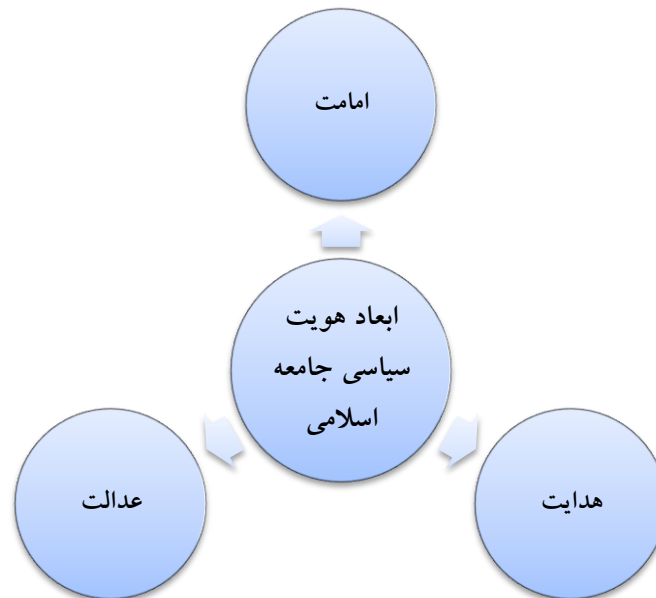 امامت
ابعاد هویت
سیاسی جامعه
اسلامی
هدایت
عدالت